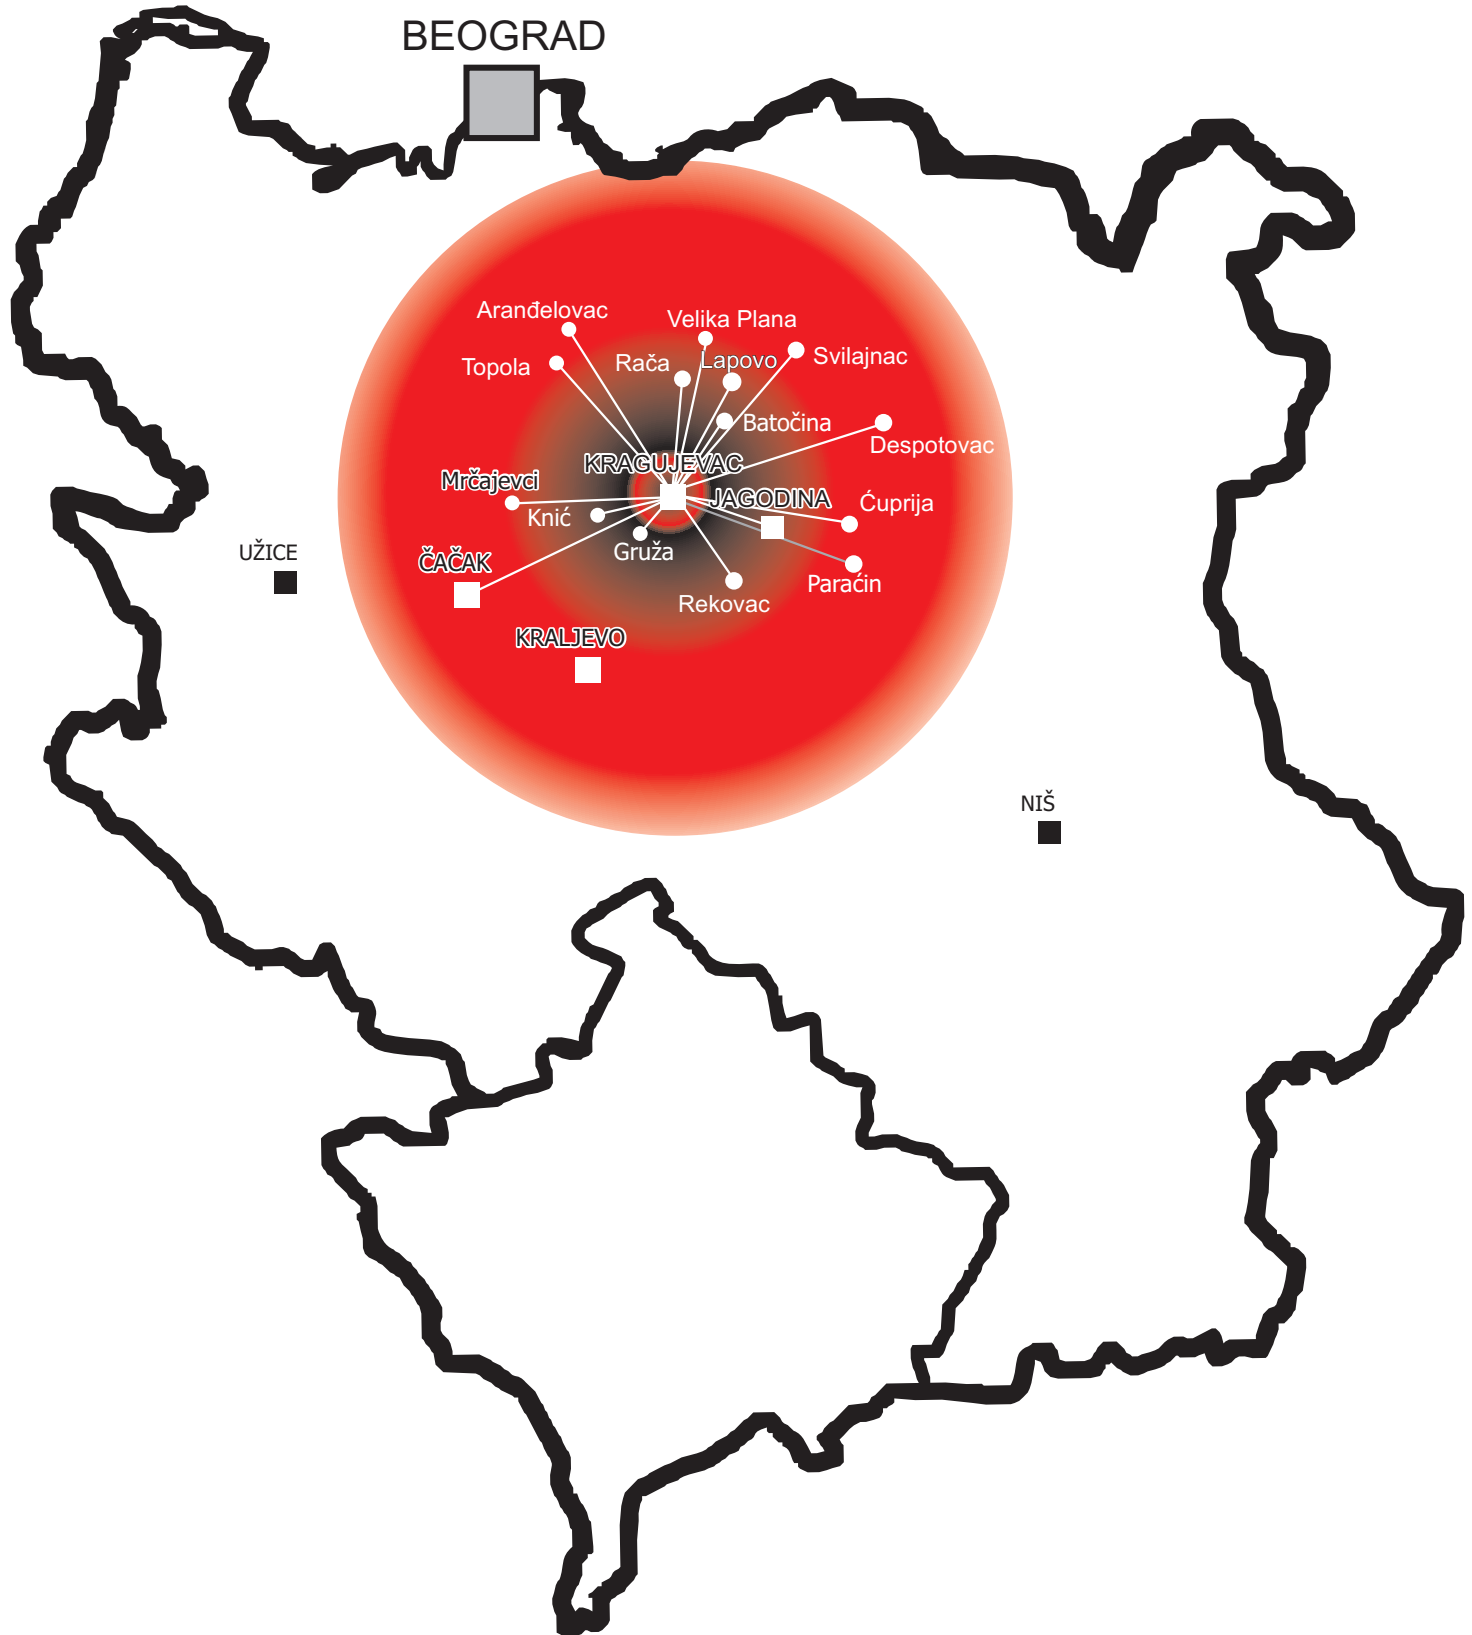 BEOGRAD
Aranđelovac
Velika Plana
Topola
Rača
Lapovo
Svilajnac
Batočina
Despotovac
KRAGUJEVAC
Mrčajevci
JAGODINA
Ćuprija
Knić
Gruža
UŽICE
ČAČAK
Paraćin
Rekovac
KRALJEVO
NIŠ